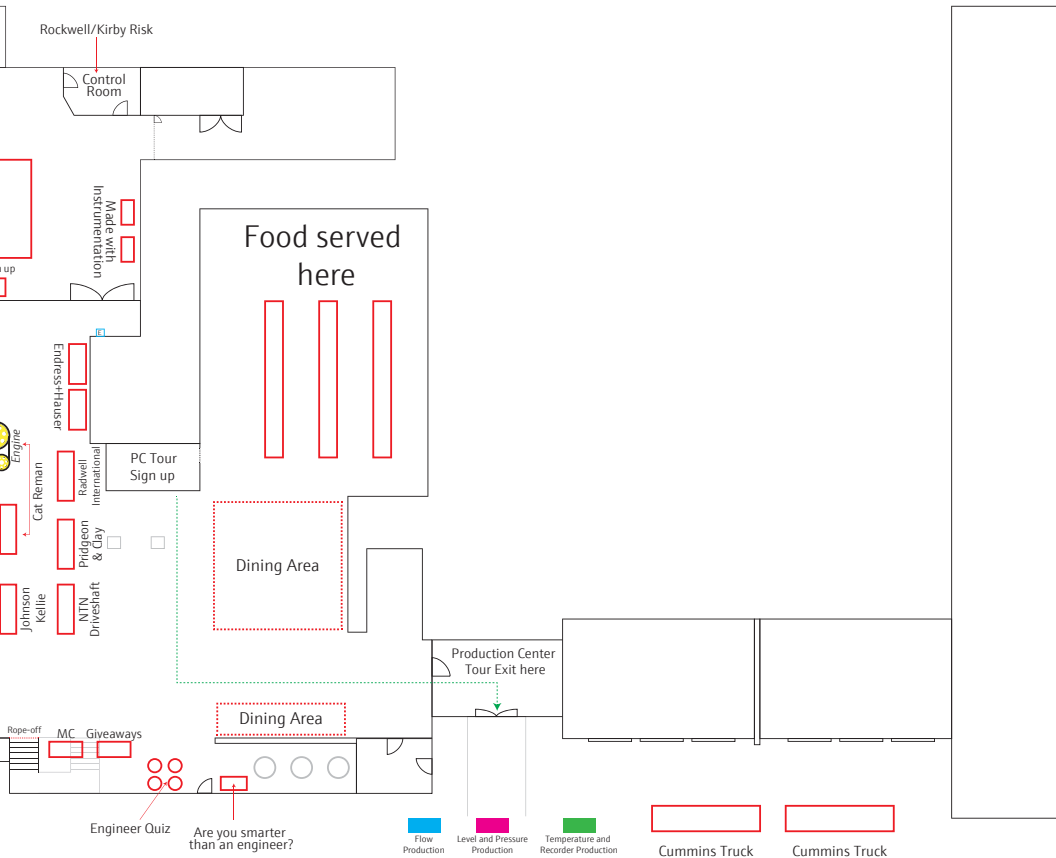 Rockwell/Kirby Risk
Control
Room
Made with
Instrumentation
Food served
here
up
E
Endress+Hauser
Engine
Cat Reman
Radwell
International
PC Tour
Sign up
Pridgeon
& Clay
Dining Area
Johnson
Kellie
NTN
Driveshaft
Production Center
Tour Exit here
Dining Area
Rope-off
MC
Giveaways
Engineer Quiz
Are you smarter
than an engineer?
Flow
Production
Level and Pressure
Production
Temperature and
Recorder Production
Cummins Truck
Cummins Truck